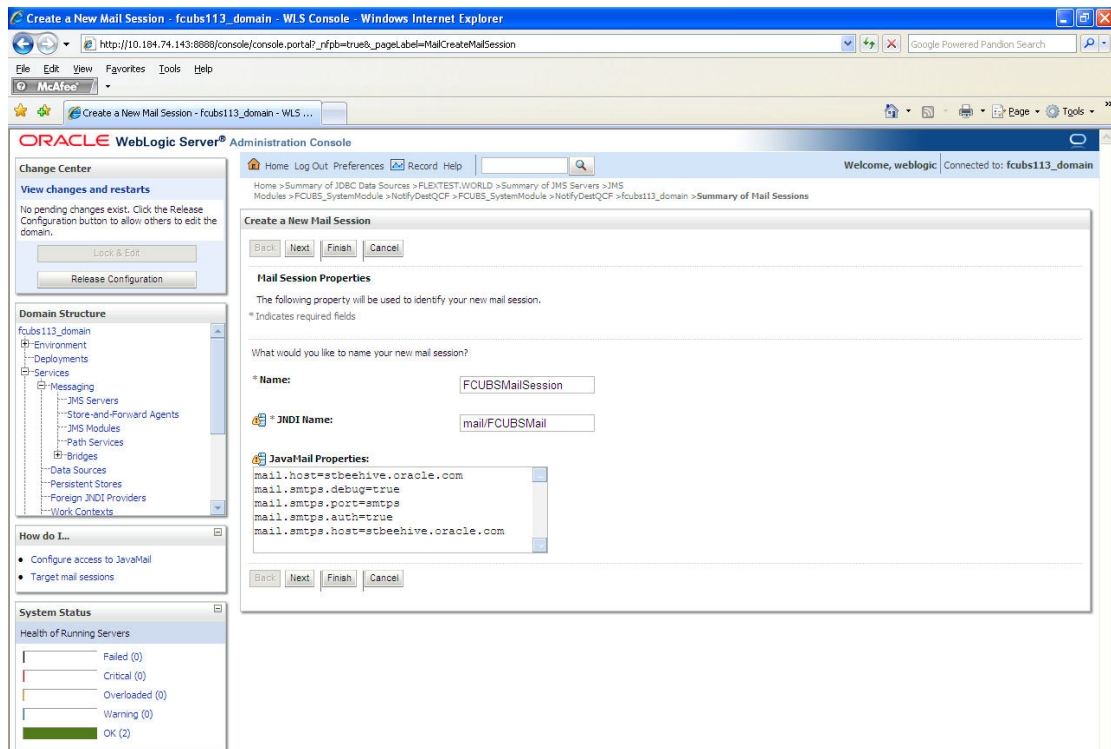 Create a New Mail Session - fcubs113_domain - WLS Console - Windows Internet Explorer
http://10.184.74.143:8888/console/console.portal?_nfpb=true&_pageLabel=MailCreateMailSession
Google Powered Pandion Search
File Edit View Favorites Tools Help
McAfee
Create a New Mail Session - fcubs113_domain - WLS ...
Page Tools
ORACLE WebLogic Server® Administration Console
Change Center
View changes and restarts
No pending changes exist. Click the Release
Configuration button to allow others to edit the
domain.
Lock & Edit
Release Configuration
Domain Structure
fcubs113_domain
Environment
Deployments
Services
Messaging
JMS Servers
Store-and-Forward Agents
JMS Modules
Path Services
Bridges
Data Sources
Persistent Stores
Foreign JNDI Providers
Work Contexts
How do I...
Configure access to JavaMail
Target mail sessions
System Status
Health of Running Servers
Failed (0)
Critical (0)
Overloaded (0)
Warning (0)
OK (2)
Home Log Out Preferences Record Help
Welcome, weblogic Connected to: fcubs113_domain
Home >Summary of JDBC Data Sources >FLEXTEST.WORLD >Summary of JMS Servers >JMS
Modules >FCUBS_SystemModule >NotifyDestQCF >FCUBS_SystemModule >NotifyDestQCF >fcubs113_domain >Summary of Mail Sessions
Create a New Mail Session
Back Next Finish Cancel
Mail Session Properties
The following property will be used to identify your new mail session.
* Indicates required fields
What would you like to name your new mail session?
* Name: FCUBSMailSession
* JNDI Name: mail/FCUBSMail
JavaMail Properties:
mail.host=stbeehive.oracle.com
mail.smtps.debug=true
mail.smtps.port=smtps
mail.smtps.auth=true
mail.smtps.host=stbeehive.oracle.com
Back Next Finish Cancel